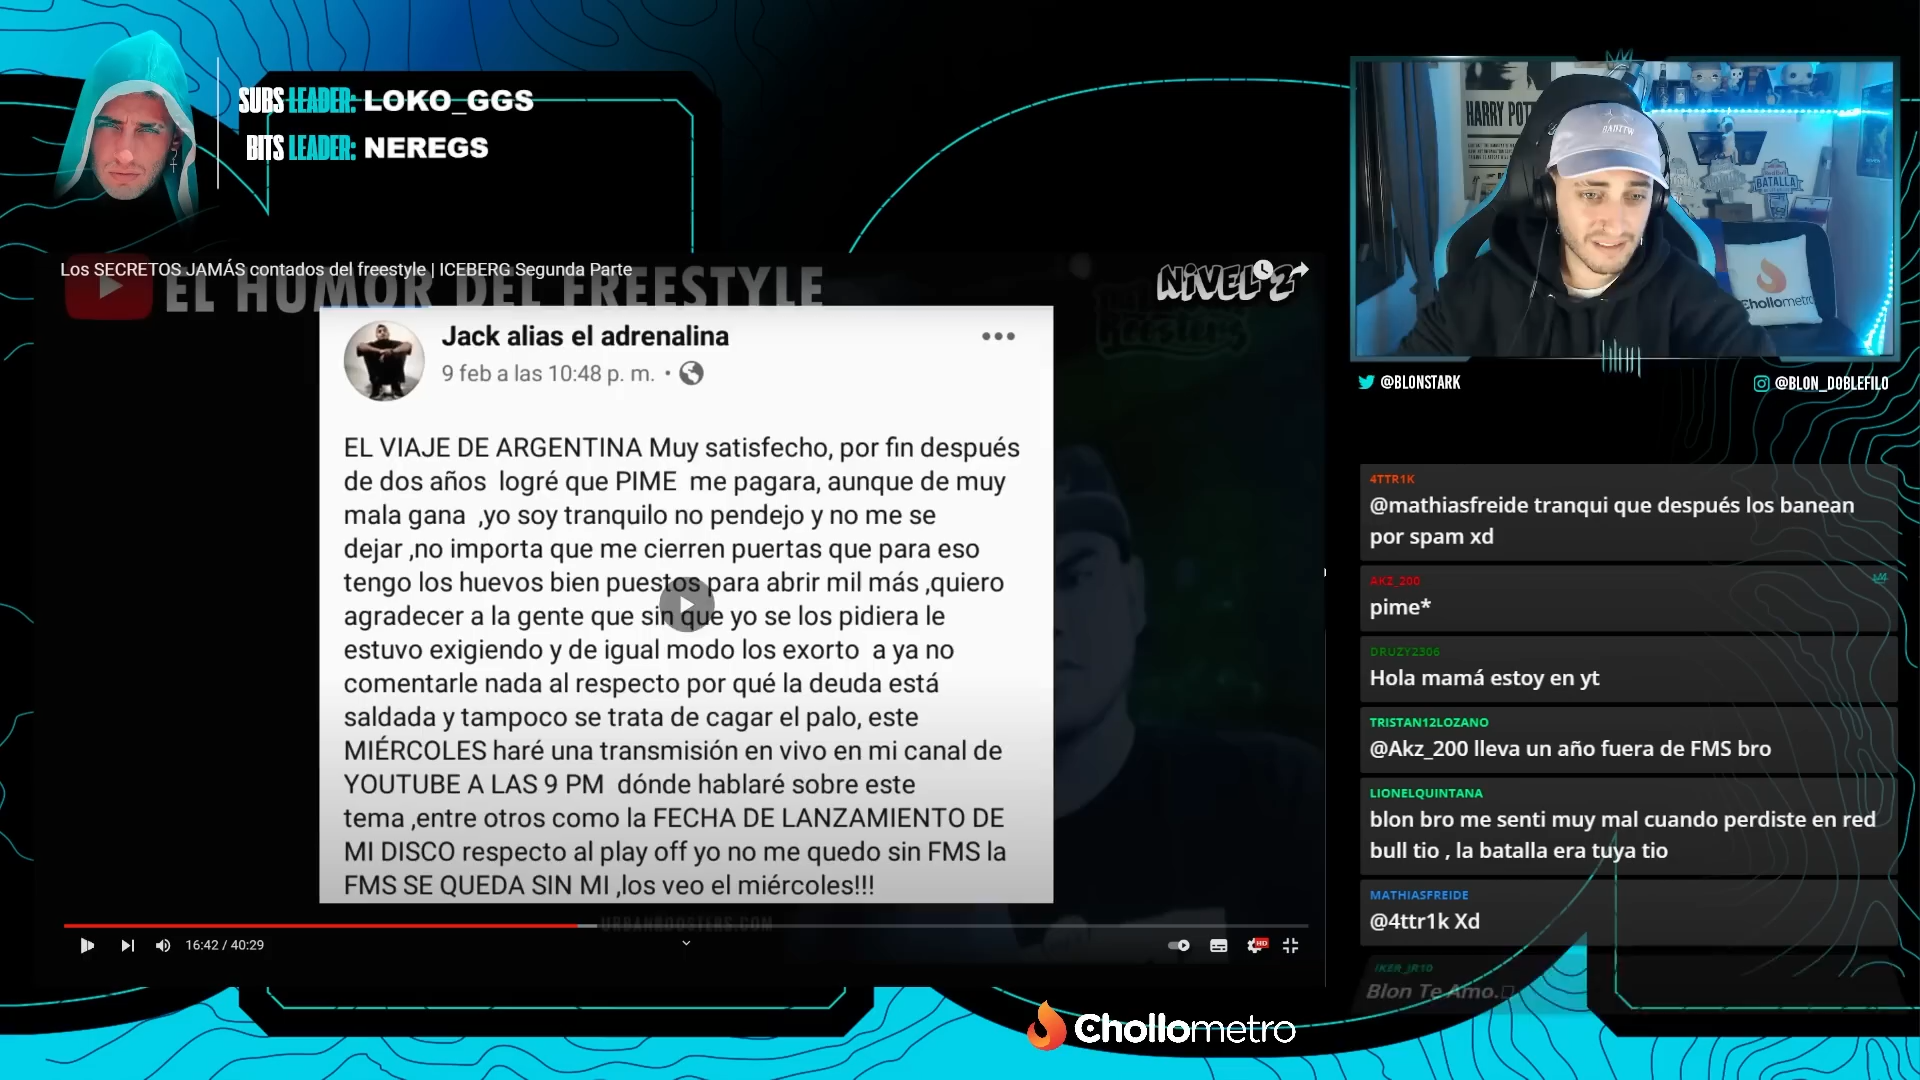 SUBS LEADER: LOKO_GGS
BITS LEADER: NEREGS
Los SECRETOS JAMÁS contados del freestyle | ICEBERG Segunda Parte
EL HUMOR DEL FREESTYLE
NiVEL 2
Roosters
Jack alias el adrenalina
9 feb a las 10:48 p. m.
EL VIAJE DE ARGENTINA Muy satisfecho, por fin después
de dos años logré que PIME me pagara, aunque de muy
mala gana ,yo soy tranquilo no pendejo y no me se
dejar ,no importa que me cierren puertas que para eso
tengo los huevos bien puestos para abrir mil más ,quiero
agradecer a la gente que sin que yo se los pidiera le
estuvo exigiendo y de igual modo los exorto a ya no
comentarle nada al respecto por qué la deuda está
saldada y tampoco se trata de cagar el palo, este
MIÉRCOLES haré una transmisión en vivo en mi canal de
YOUTUBE A LAS 9 PM dónde hablaré sobre este
tema ,entre otros como la FECHA DE LANZAMIENTO DE
MI DISCO respecto al play off yo no me quedo sin FMS la
FMS SE QUEDA SIN MI ,los veo el miércoles!!!
URBANROOSTERS.COM
16:42 / 40:29
HD
HARRY POT
BADTTW
BATALLA
Chollometro
@BLONSTARK
@BLON_DOBLEFILO
4TTR1K
@mathiasfreide tranqui que después los banean
por spam xd
AKZ_200
pime*
DRUZY2306
Hola mamá estoy en yt
TRISTAN12LOZANO
@Akz_200 lleva un año fuera de FMS bro
LIONELQUINTANA
blon bro me senti muy mal cuando perdiste en red
bull tio , la batalla era tuya tio
MATHIASFREIDE
@4ttr1k Xd
IKER_JR10
Blon Te Amo.
Chollometro